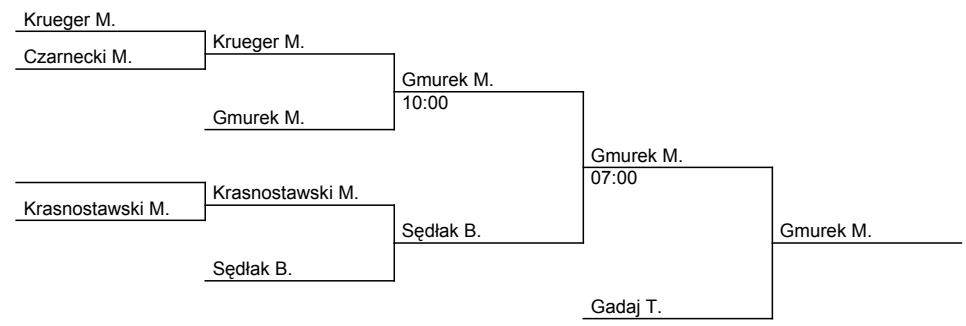 Krueger M.
Czarnecki M.
Krueger M.
Gmurek M.
Gmurek M.
10:00
Krasnostawski M.
Krasnostawski M.
Sędłak B.
Sędłak B.
Gmurek M.
07:00
Gadaj T.
Gmurek M.